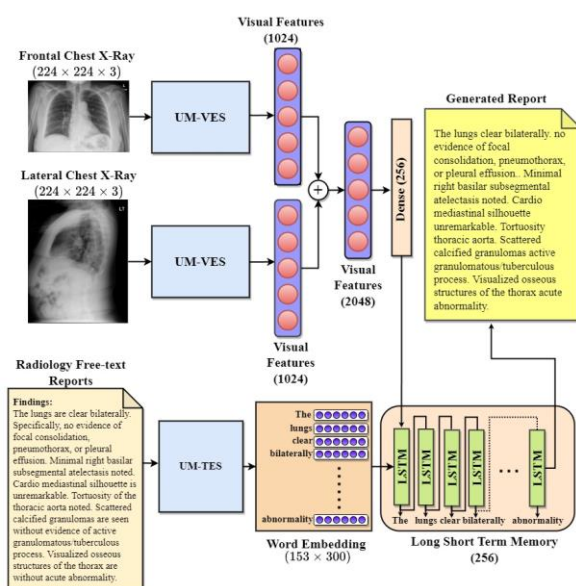 Visual Features
(1024)
Frontal Chest X-Ray
(224 × 224 × 3)
L
UM-VES
Generated Report
The lungs clear bilaterally. no
evidence of focal
consolidation, pneumothorax,
or pleural effusion.. Minimal
right basilar subsegmental
atelectasis noted. Cardio
mediastinal silhouette
unremarkable. Tortuosity
thoracic aorta. Scattered
calcified granulomas active
granulomatous/tuberculous
process. Visualized osseous
structures of the thorax acute
abnormality.
Lateral Chest X-Ray
(224 × 224 × 3)
LT
UM-VES
+
Dense (256)
Visual
Features
(2048)
Visual
Features
(1024)
Radiology Free-text
Reports
Findings:
The lungs are clear bilaterally.
Specifically, no evidence of
focal consolidation,
pneumothorax, or pleural
effusion. Minimal right basilar
subsegmental atelectasis noted.
Cardio mediastinal silhouette is
unremarkable. Tortuosity of the
thoracic aorta noted. Scattered
calcified granulomas are seen
without evidence of active
granulomatous/tuberculous
process. Visualized osseous
structures of the thorax are
without acute abnormality.
UM-TES
The
lungs
clear
bilaterally
abnormality
Word Embedding
(153 × 300)
LSTM
LSTM
LSTM
LSTM
...
LSTM
The lungs clear bilaterally abnormality
Long Short Term Memory
(256)